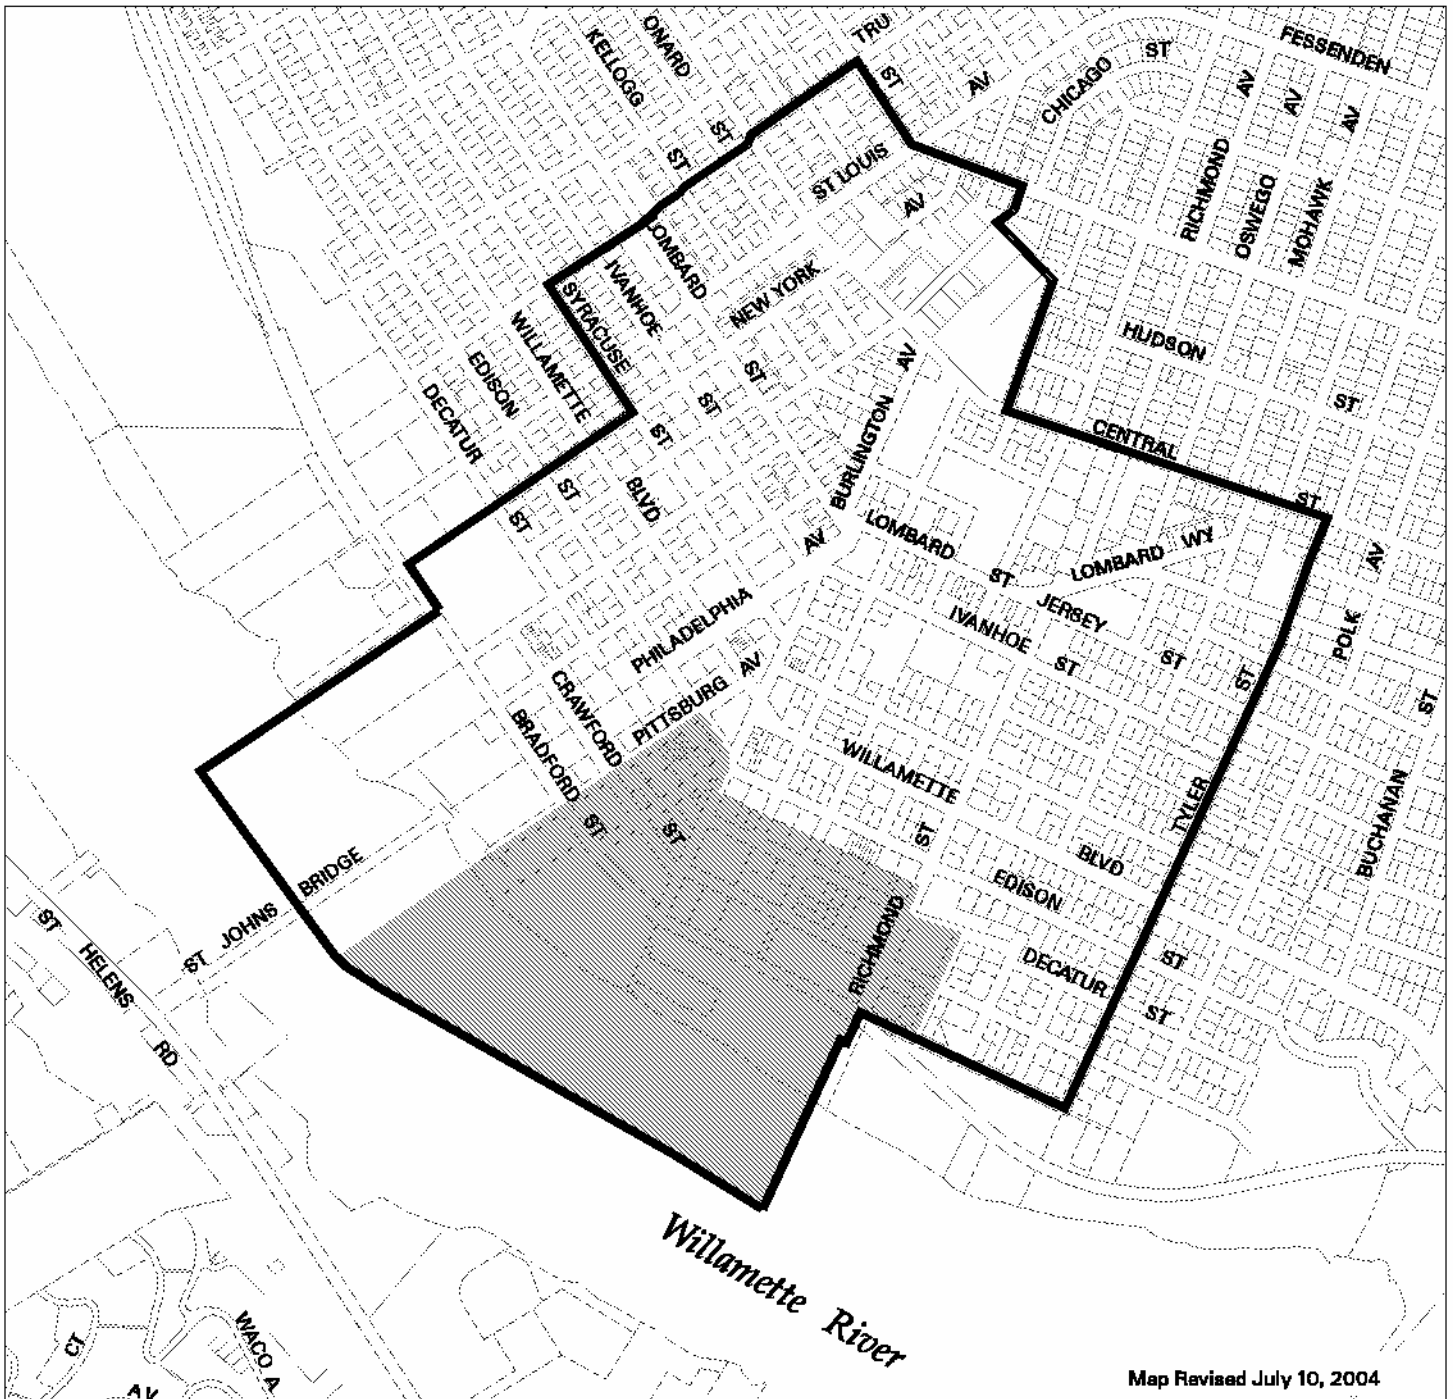 TRU
ONARD
KELLOGG
ST
ST
ST
AV
CHICAGO
ST
FESSENDEN
AV
AV
AV
RICHMOND
OSWEGO
MOHAWK
ST LOUIS
AV
LOMBARD
IVANHOE
SYRACUSE
WILLAMETTE
EDISON
DECATUR
NEW YORK
ST
ST
ST
BLVD
ST
ST
HUDSON
ST
CENTRAL
ST
AV
BURLINGTON
AV
LOMBARD
ST
LOMBARD WY
JERSEY
ST
IVANHOE
ST
AV
POLK
ST
ST
PHILADELPHIA
PITTSBURG
AV
CRAWFORD
ST
BRADFORD
ST
WILLAMETTE
BLVD
ST
RICHMOND
EDISON
ST
DECATUR
ST
TYLER
BUCHANAN
ST JOHNS BRIDGE
ST HELENS RD
WACO A
CT
AV
Willamette River
Map Revised July 10, 2004